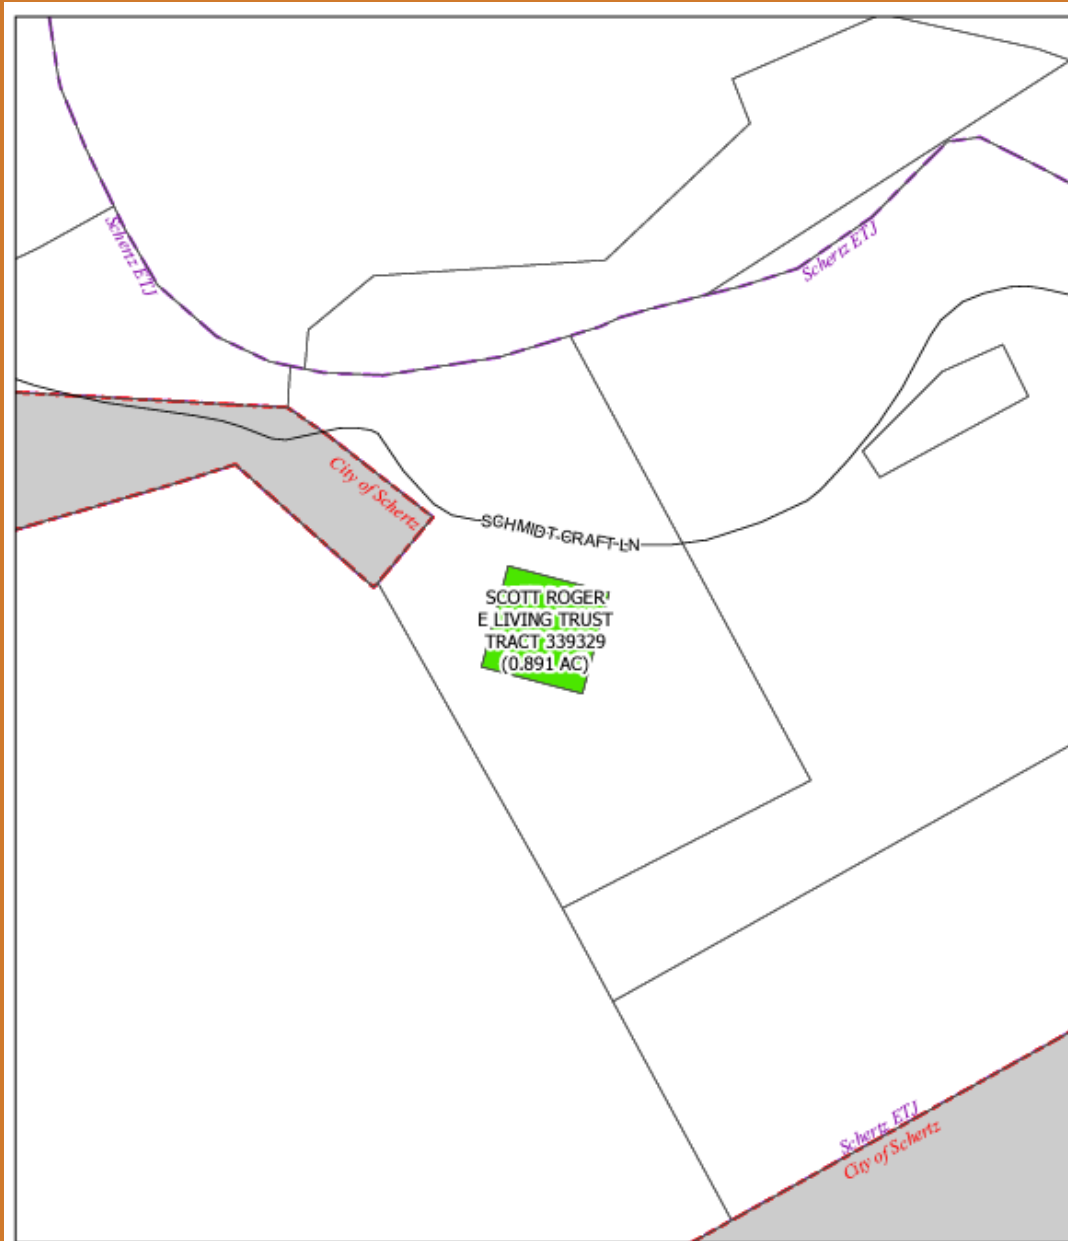 Schertz ETJ
Schertz ETJ
City of Schertz
SCHMIDT-CRAFT-LN
SCOTT ROGER
E LIVING TRUST
TRACT 339329
(0.891 AC)
Schertz ETJ
City of Schertz